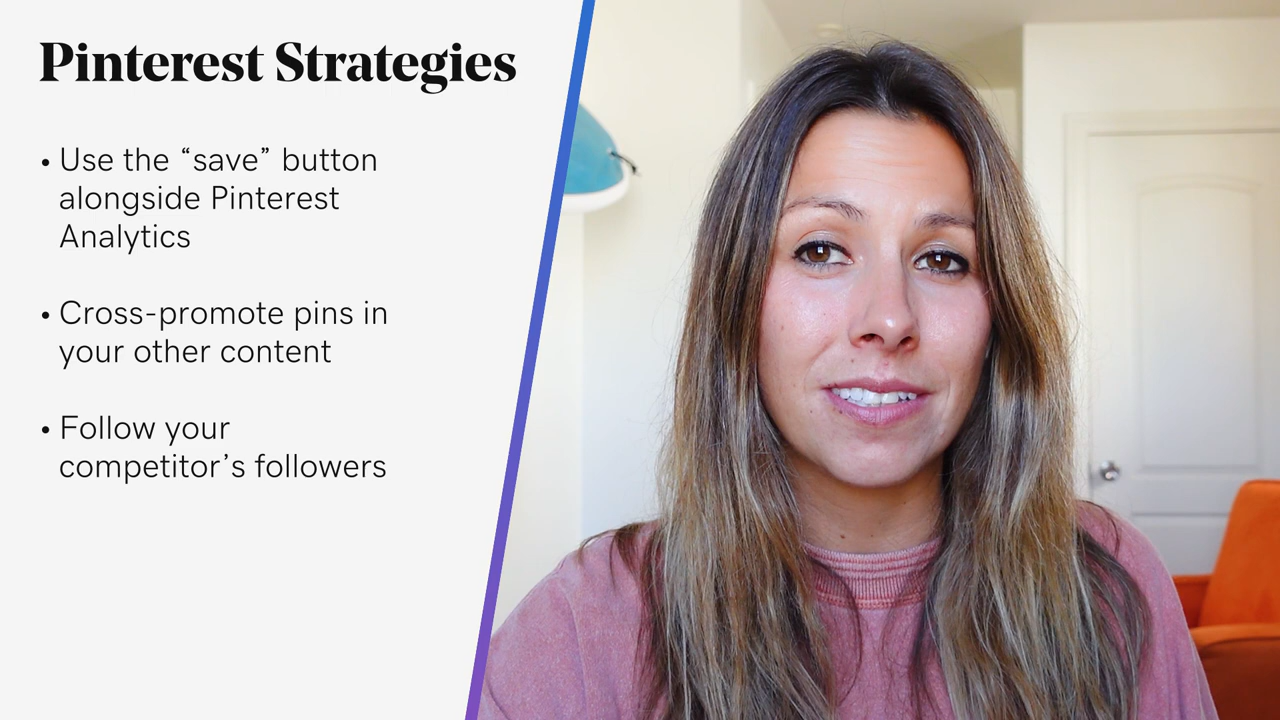 Pinterest Strategies
• Use the “save” button
alongside Pinterest
Analytics
• Cross-promote pins in
your other content
• Follow your
competitor’s followers